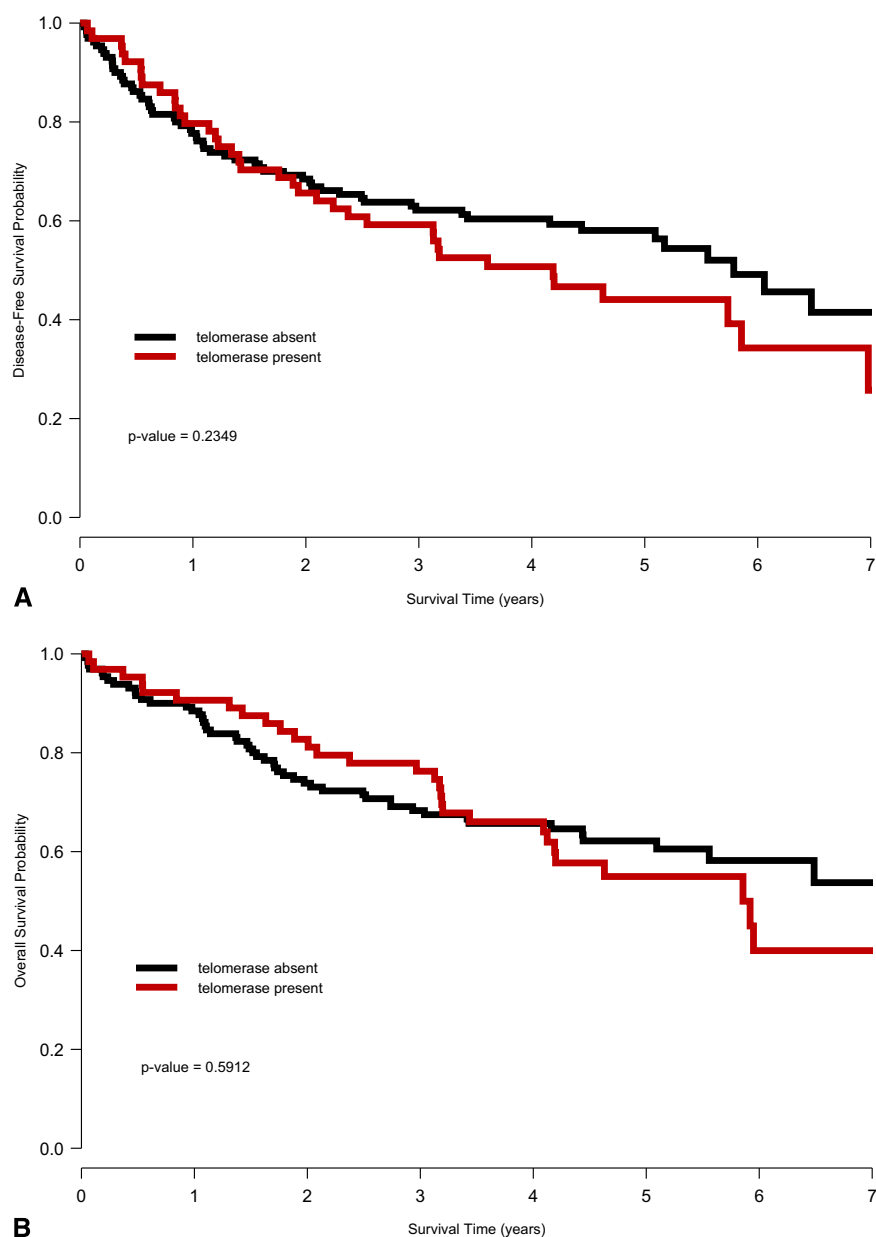 1.0
0.8
0.6
0.4
0.2
0.0
Disease-Free Survival Probability
telomerase absent
telomerase present
p-value = 0.2349
0 1 2 3 4 5 6 7
Survival Time (years)
A
1.0
0.8
0.6
0.4
0.2
0.0
Overall Survival Probability
telomerase absent
telomerase present
p-value = 0.5912
0 1 2 3 4 5 6 7
Survival Time (years)
B